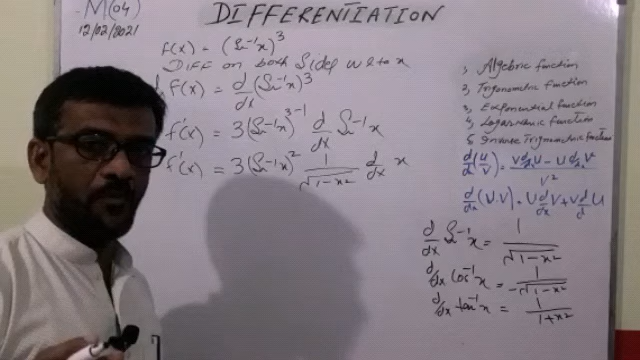 M(04)
12/02/2021
DIFFERENTIATION
f(x) = (Sin⁻¹x)³
DIFF on both Sides w.r.to x
d/dx f(x) = d/dx (Sin⁻¹x)³
f'(x) = 3(Sin⁻¹x)³⁻¹ d/dx Sin⁻¹x
f'(x) = 3(Sin⁻¹x)² 1/√(1-x²) d/dx x
1, Algebric function
2, Trigonometric function
3, Exponential function
4, Logarithmic function
5, Inverse Trigonometric function
d/dx (u/v) = (v d/dx u - u d/dx v)/v²
d/dx (u.v) = u d/dx v + v d/d u
d/dx Sin⁻¹x = 1/√(1-x²)
d/dx Cos⁻¹x = 1/-√(1-x²)
d/dx tan⁻¹x = 1/(1+x²)